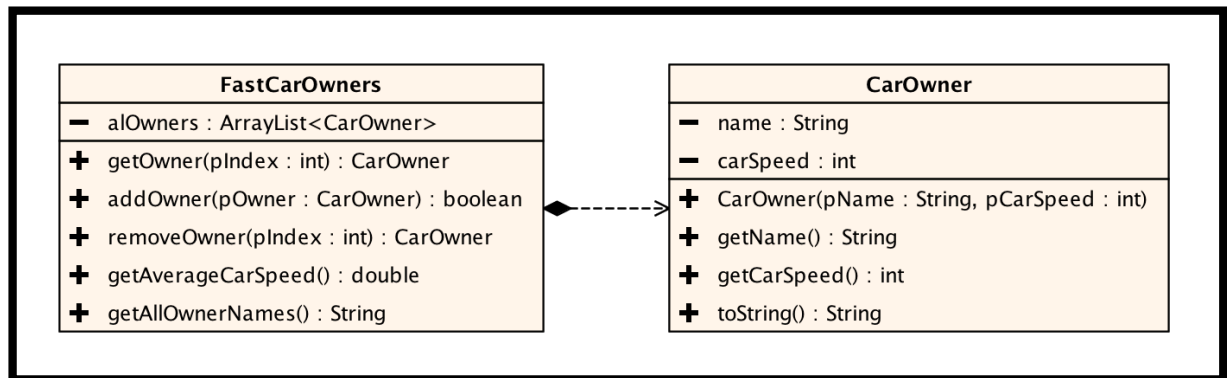 FastCarOwners
− alOwners : ArrayList<CarOwner>
+ getOwner(pIndex : int) : CarOwner
+ addOwner(pOwner : CarOwner) : boolean
+ removeOwner(pIndex : int) : CarOwner
+ getAverageCarSpeed() : double
+ getAllOwnerNames() : String
CarOwner
− name : String
− carSpeed : int
+ CarOwner(pName : String, pCarSpeed : int)
+ getName() : String
+ getCarSpeed() : int
+ toString() : String